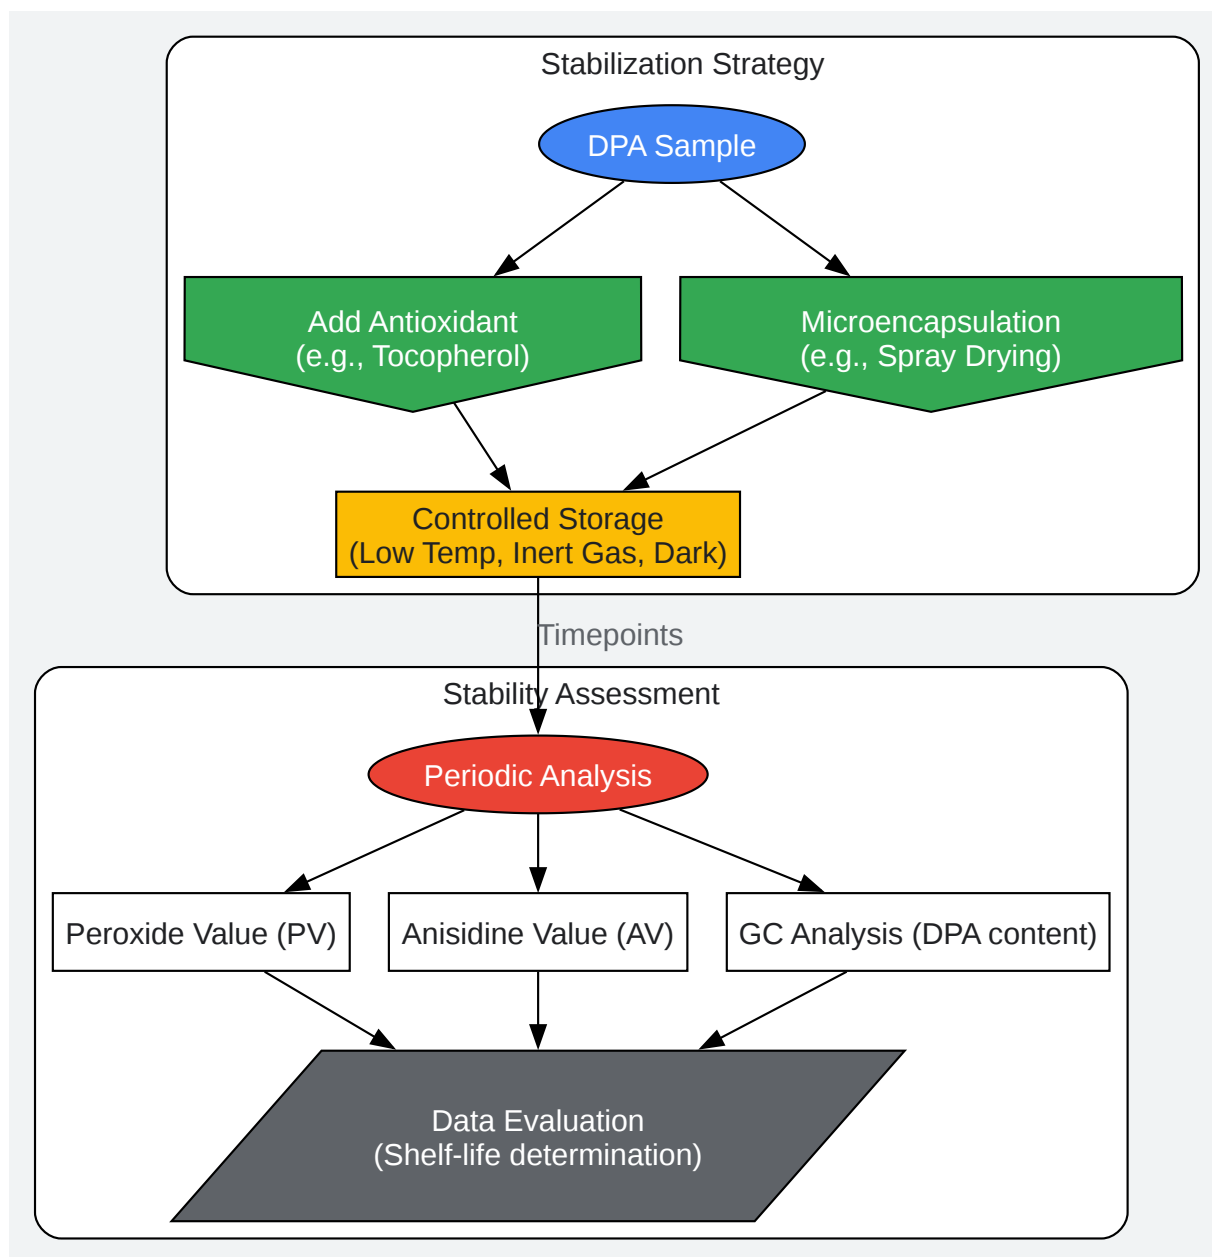 Stabilization Strategy
DPA Sample
Add Antioxidant
(e.g., Tocopherol)
Microencapsulation
(e.g., Spray Drying)
Controlled Storage
(Low Temp, Inert Gas, Dark)
Timepoints
Stability Assessment
Periodic Analysis
Peroxide Value (PV)
Anisidine Value (AV)
GC Analysis (DPA content)
Data Evaluation
(Shelf-life determination)